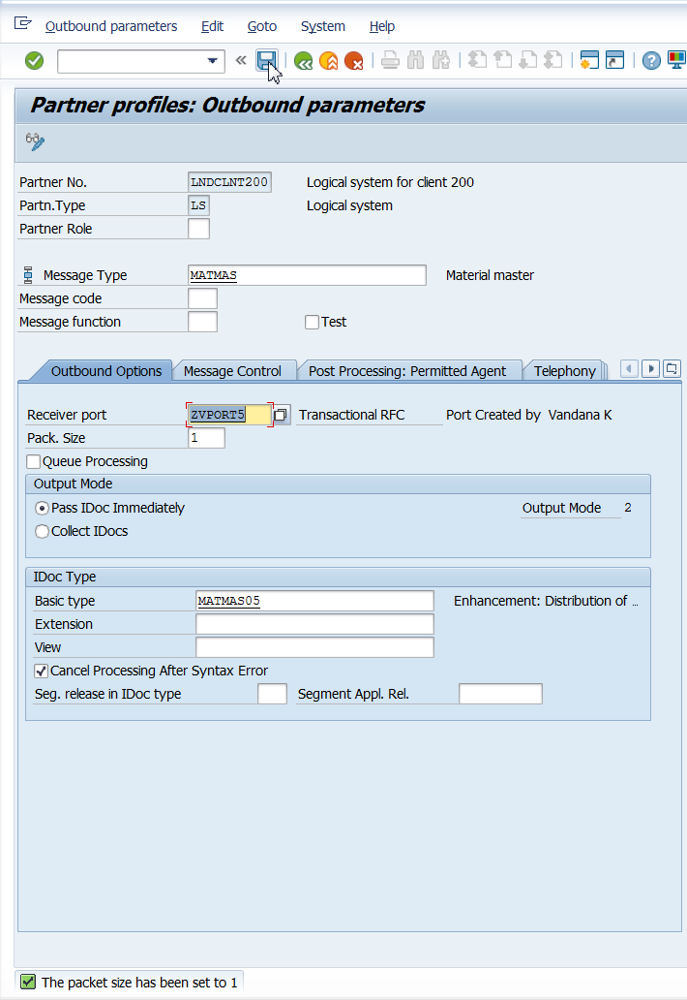 Outbound parameters Edit Goto System Help
Partner profiles: Outbound parameters
Partner No. LNDCLNT200 Logical system for client 200
Partn.Type LS Logical system
Partner Role
Message Type MATMAS Material master
Message code
Message function Test
Outbound Options Message Control Post Processing: Permitted Agent Telephony
Receiver port ZVPORT5 Transactional RFC Port Created by Vandana K
Pack. Size 1
Queue Processing
Output Mode
Pass IDoc Immediately Output Mode 2
Collect IDocs
IDoc Type
Basic type MATMAS05 Enhancement: Distribution of ...
Extension
View
Cancel Processing After Syntax Error
Seg. release in IDoc type Segment Appl. Rel.
The packet size has been set to 1